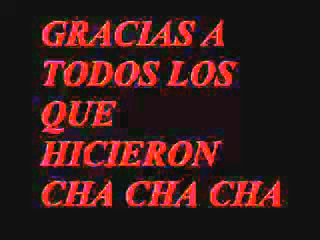 GRACIAS A
TODOS LOS
QUE
HICIERON
CHA CHA CHA